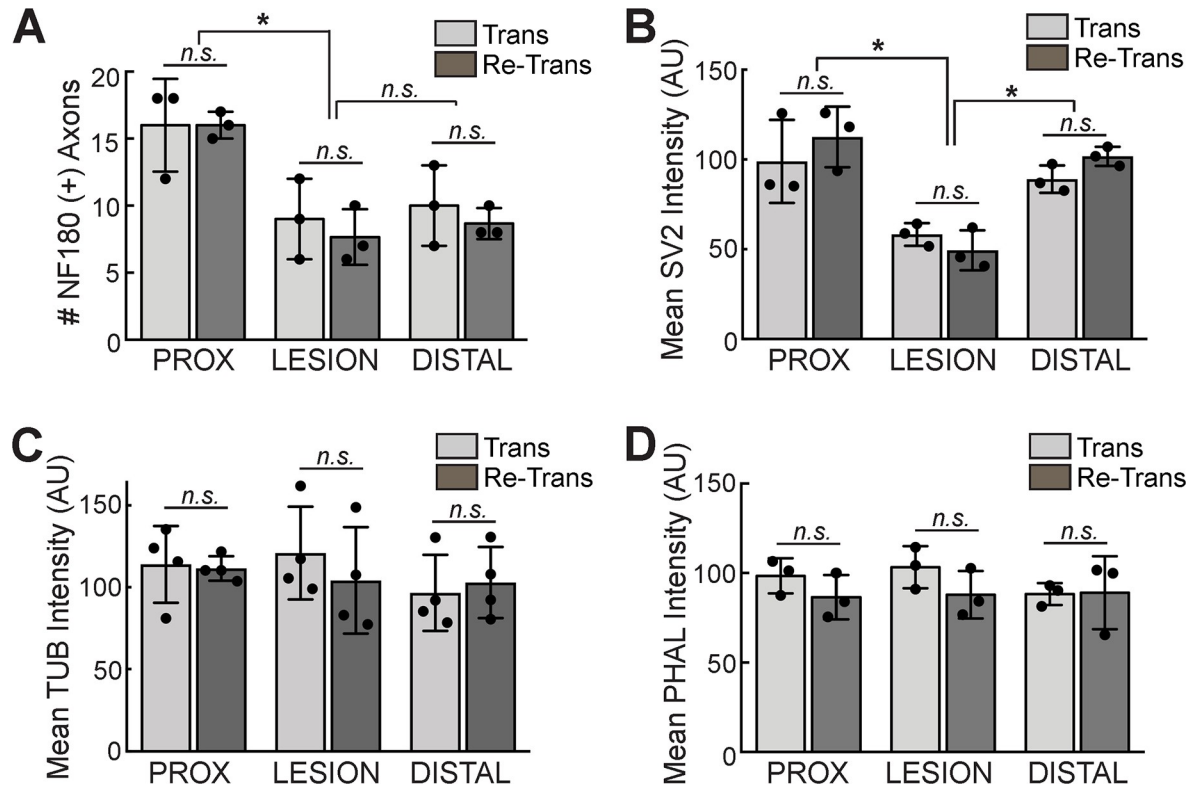 A
Trans
Re-Trans
*
n.s.
n.s.
n.s.
n.s.
# NF180 (+) Axons
20
15
10
5
0
PROX LESION DISTAL
B
Trans
Re-Trans
*
*
n.s.
n.s.
n.s.
Mean SV2 Intensity (AU)
150
100
50
0
PROX LESION DISTAL
C
Trans
Re-Trans
n.s.
n.s.
n.s.
Mean TUB Intensity (AU)
150
100
50
0
PROX LESION DISTAL
D
Trans
Re-Trans
n.s.
n.s.
n.s.
Mean PHAL Intensity (AU)
150
100
50
0
PROX LESION DISTAL